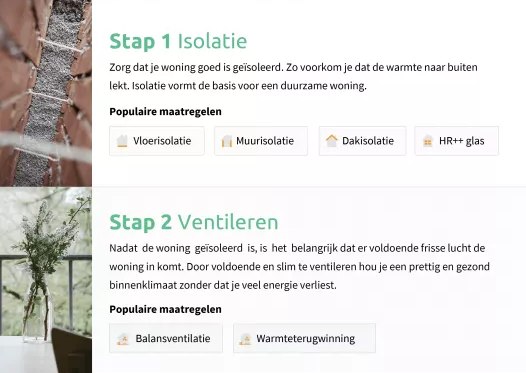 Stap 1 Isolatie
Zorg dat je woning goed is geïsoleerd. Zo voorkom je dat de warmte naar buiten
lekt. Isolatie vormt de basis voor een duurzame woning.
Populaire maatregelen
Vloerisolatie Muurisolatie Dakisolatie HR++ glas
Stap 2 Ventileren
Nadat de woning geïsoleerd is, is het belangrijk dat er voldoende frisse lucht de
woning in komt. Door voldoende en slim te ventileren hou je een prettig en gezond
binnenklimaat zonder dat je veel energie verliest.
Populaire maatregelen
Balansventilatie Warmteterugwinning